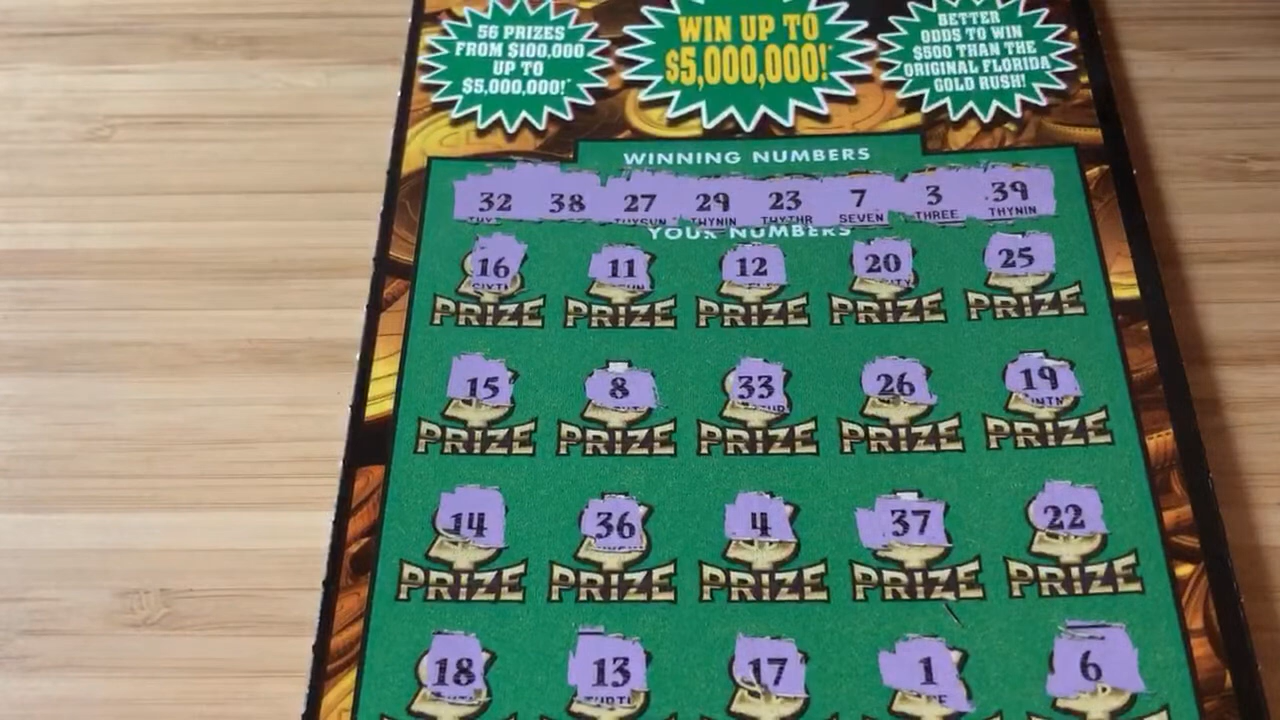 56 PRIZES
FROM $100,000
UP TO
$5,000,000!*
WIN UP TO
$5,000,000!*
BETTER
ODDS TO WIN
$500 THAN THE
ORIGINAL FLORIDA
GOLD RUSH!
WINNING NUMBERS
32 38 27 29 23 7 3 39
TWYSVN TWYNIN TWYTHR SEVEN THREE THYNIN
YOUR NUMBERS
16 11 12 20 25
PRIZE PRIZE PRIZE PRIZE PRIZE
15 8 33 26 19
PRIZE PRIZE PRIZE PRIZE PRIZE
14 36 4 37 22
PRIZE PRIZE PRIZE PRIZE PRIZE
18 13 17 1 6